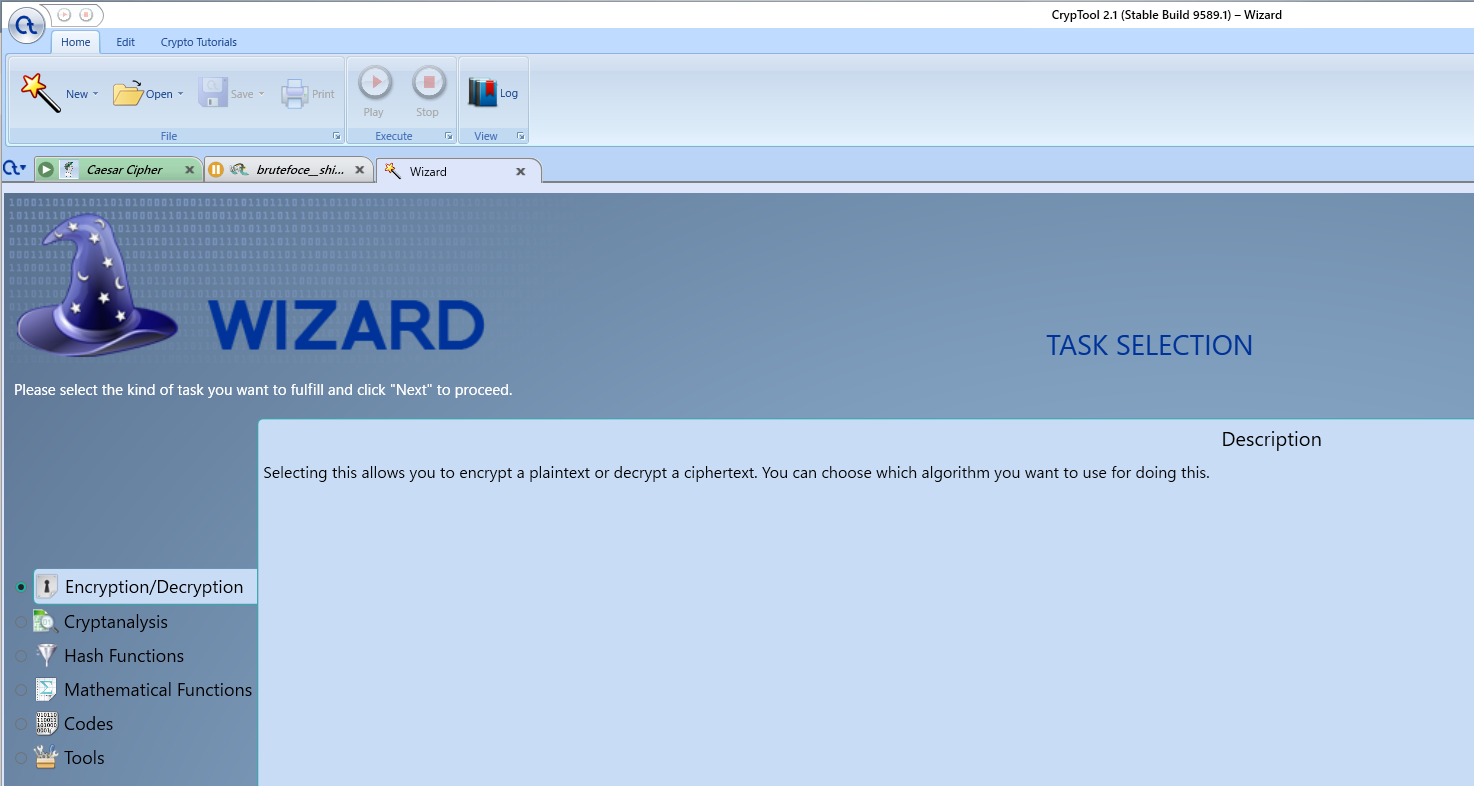 CrypTool 2.1 (Stable Build 9589.1) – Wizard
Home Edit Crypto Tutorials
New Open Save Print Play Stop Log
File Execute View
Caesar Cipher brutefoce_shi... Wizard
WIZARD
TASK SELECTION
Please select the kind of task you want to fulfill and click "Next" to proceed.
Description
Selecting this allows you to encrypt a plaintext or decrypt a ciphertext. You can choose which algorithm you want to use for doing this.
Encryption/Decryption
Cryptanalysis
Hash Functions
Mathematical Functions
Codes
Tools